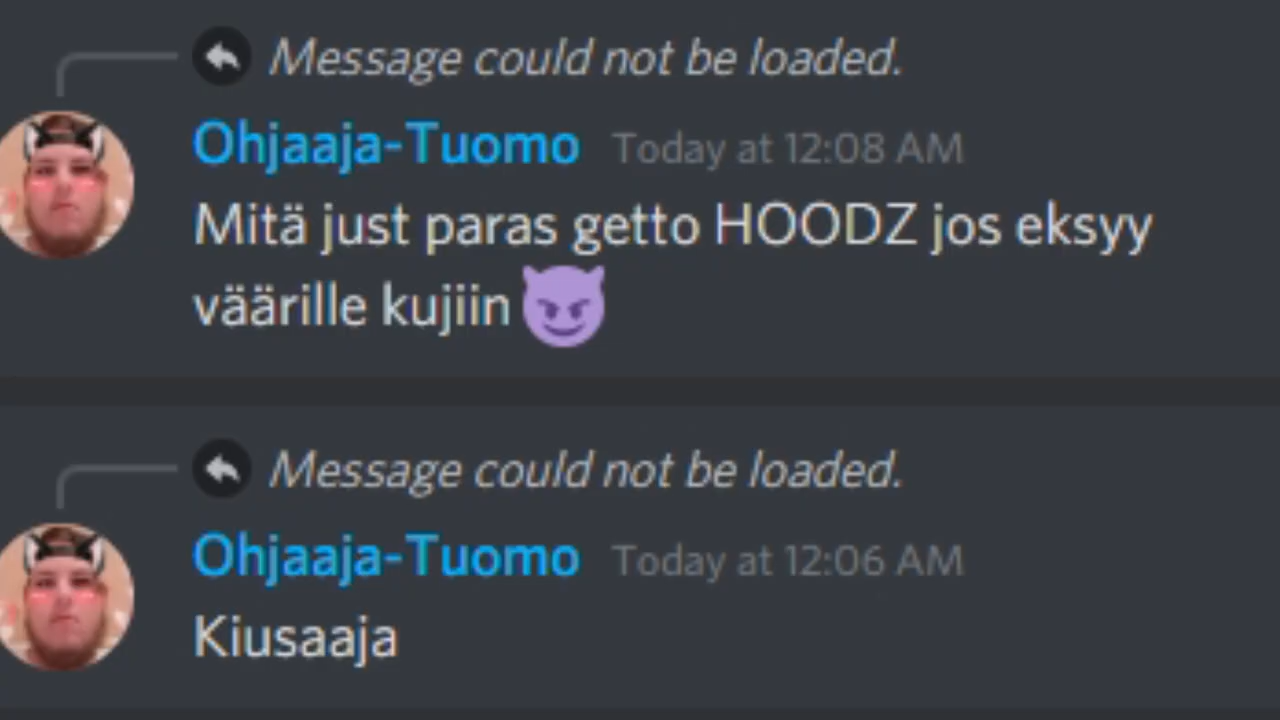 Message could not be loaded.
Ohjaaja-Tuomo Today at 12:08 AM
Mitä just paras getto HOODZ jos eksyy
väärille kujiin 😈
Message could not be loaded.
Ohjaaja-Tuomo Today at 12:06 AM
Kiusaaja